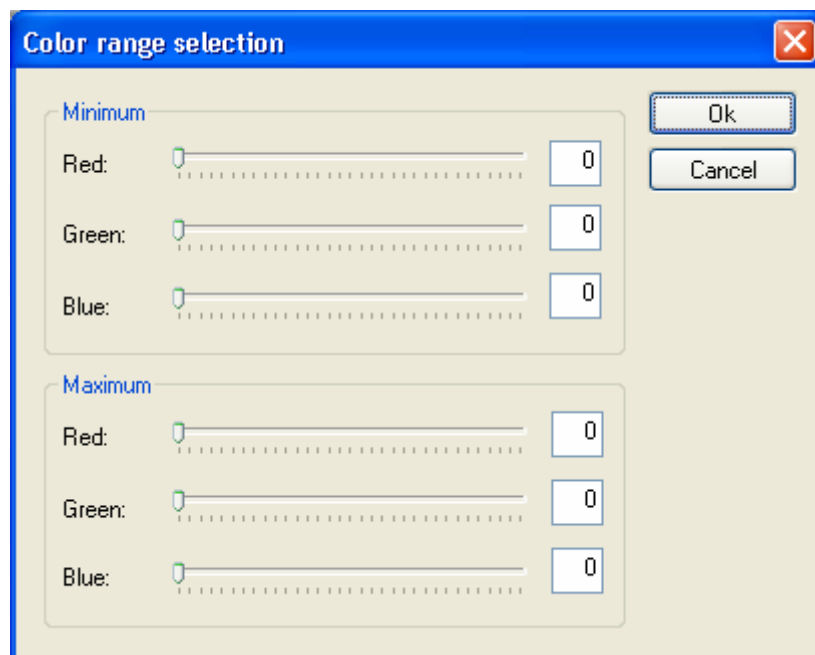 Color range selection
Minimum
Red: 0
Green: 0
Blue: 0
Maximum
Red: 0
Green: 0
Blue: 0
Ok
Cancel